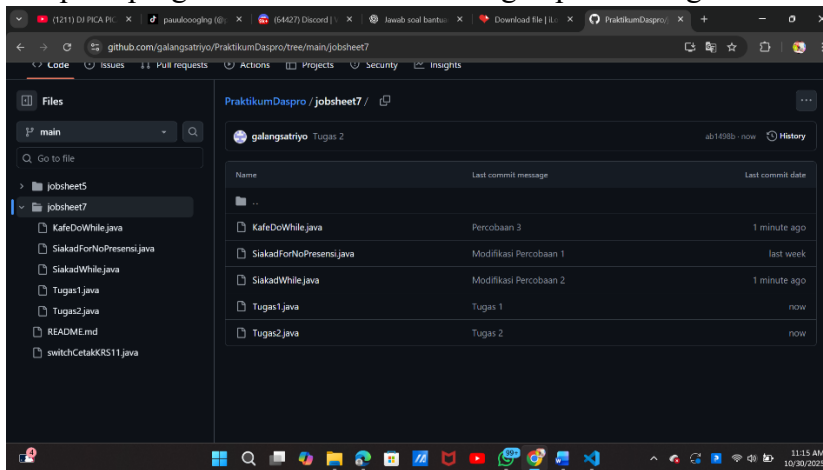 (1211) DJ PICA PIC
pauulooogIng (@
(64427) Discord |
Jawab soal bantua
Download file | iLo
PraktikumDaspro/j
github.com/galangsatriyo/PraktikumDaspro/tree/main/jobsheet7
Code Issues Pull requests Actions Projects Security Insights
Files
main
Go to file
jobsheet5
jobsheet7
KafeDoWhile.java
SiakadForNoPresensi.java
SiakadWhile.java
Tugas1.java
Tugas2.java
README.md
switchCetakKRS11.java
PraktikumDaspro / jobsheet7 /
galangsatriyo Tugas 2 ab1498b · now History
Name Last commit message Last commit date
..
KafeDoWhile.java Percobaan 3 1 minute ago
SiakadForNoPresensi.java Modifikasi Percobaan 1 last week
SiakadWhile.java Modifikasi Percobaan 2 1 minute ago
Tugas1.java Tugas 1 now
Tugas2.java Tugas 2 now
4
99+
11:15 AM
10/30/2025